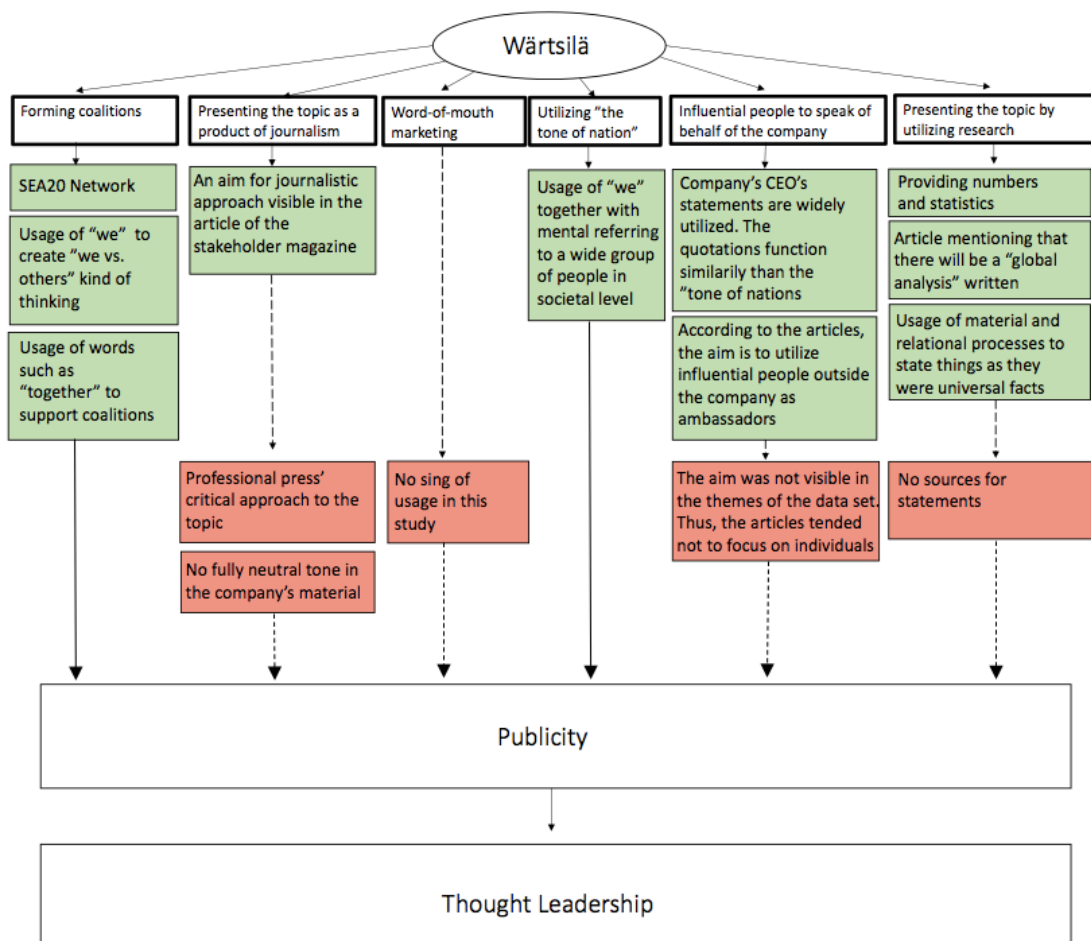 Wärtsilä
Forming coalitions
Presenting the topic as a
product of journalism
Word-of-mouth
marketing
Utilizing “the
tone of nation”
Influential people to speak of
behalf of the company
Presenting the topic by
utilizing research
SEA20 Network
Usage of “we” to
create ”we vs.
others” kind of
thinking
Usage of words
such as
“together” to
support coalitions
An aim for journalistic
approach visible in the
article of the
stakeholder magazine
Professional press’
critical approach to the
topic
No fully neutral tone in
the company’s material
No sing of
usage in this
study
Usage of “we”
together with
mental referring
to a wide group
of people in
societal level
Company’s CEO’s
statements are widely
utilized. The
quotations function
similarily than the
”tone of nations
According to the articles,
the aim is to utilize
influential people outside
the company as
ambassadors
The aim was not visible in
the themes of the data set.
Thus, the articles tended
not to focus on individuals
Providing numbers
and statistics
Article mentioning that
there will be a “global
analysis” written
Usage of material and
relational processes to
state things as they
were universal facts
No sources for
statements
Publicity
Thought Leadership